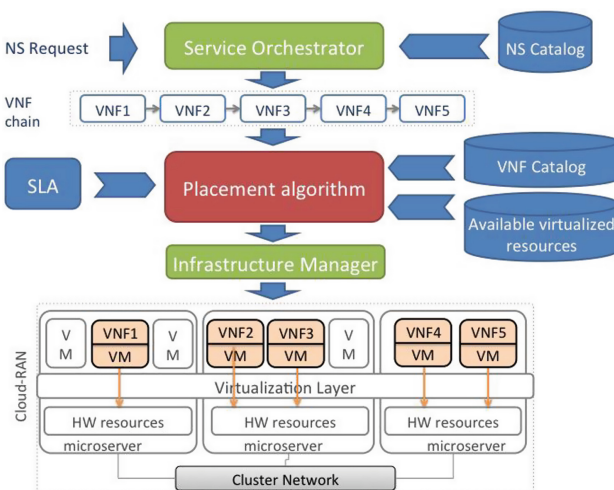 NS Request
Service Orchestrator
NS Catalog
VNF
chain
VNF1
VNF2
VNF3
VNF4
VNF5
SLA
Placement algorithm
VNF Catalog
Available virtualized
resources
Infrastructure Manager
Cloud-RAN
V
M
VNF1
VM
V
M
VNF2
VM
VNF3
VM
V
M
VNF4
VM
VNF5
VM
Virtualization Layer
HW resources
HW resources
HW resources
microserver
microserver
microserver
Cluster Network